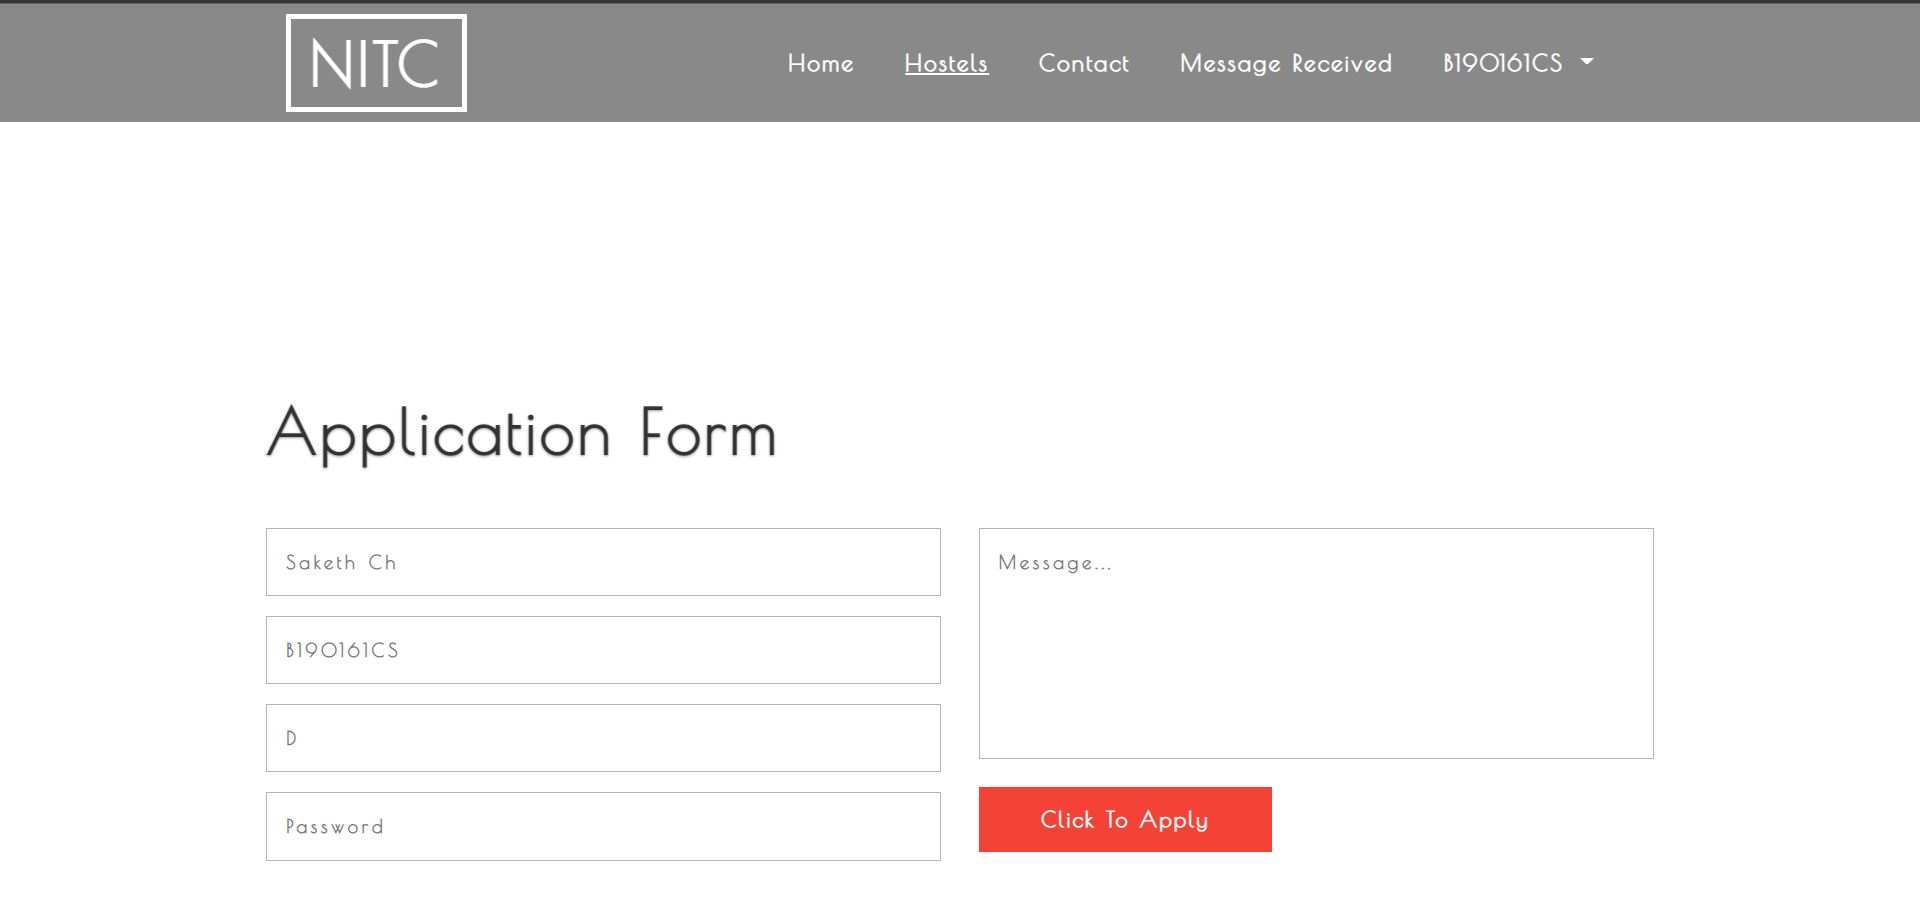 NITC
Home Hostels Contact Message Received B190161CS
Application Form
Saketh Ch
B190161CS
D
Password
Message...
Click To Apply